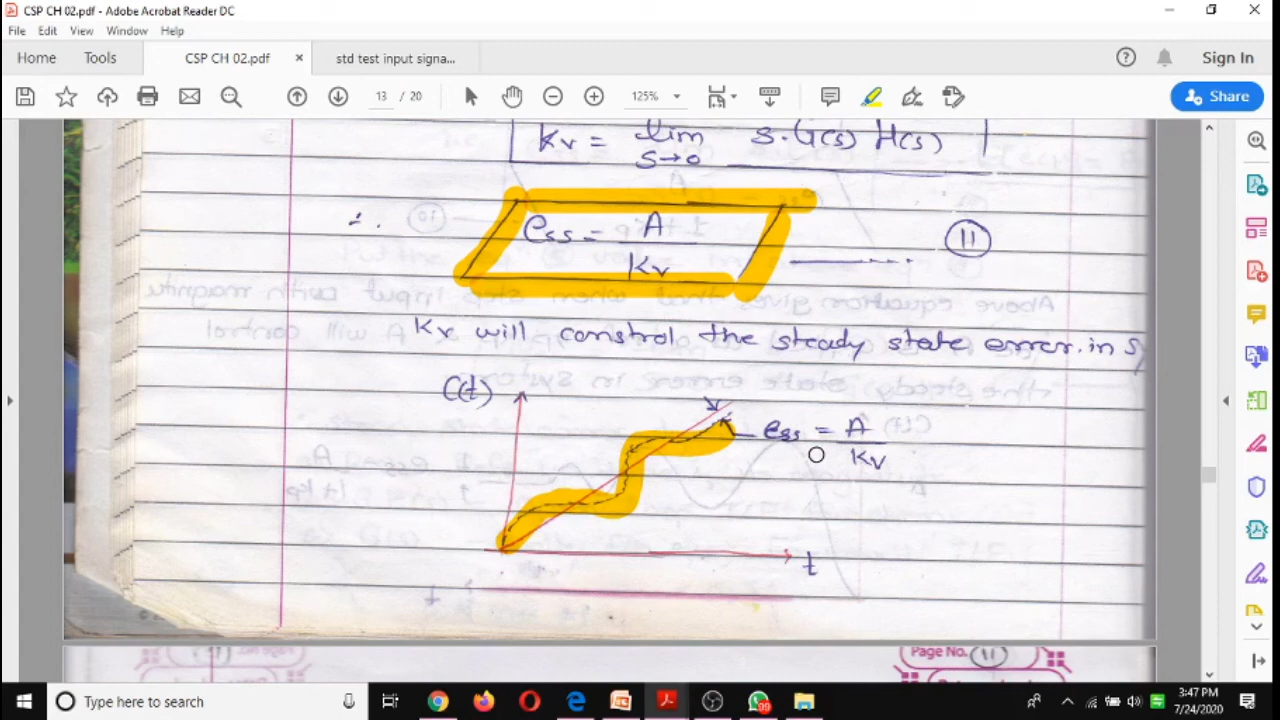 CSP CH 02.pdf - Adobe Acrobat Reader DC
File Edit View Window Help
Home Tools CSP CH 02.pdf × std test input signa... Sign In
13 / 20 125% Share
Kv = lim S.G(s) H(s)
S→0
∴ ess = A
Kv
11
Kv will constrol the steady state error. in sy
C(t)
ess = A
Kv
t
Page No. 11
Type here to search
99
3:47 PM
7/24/2020